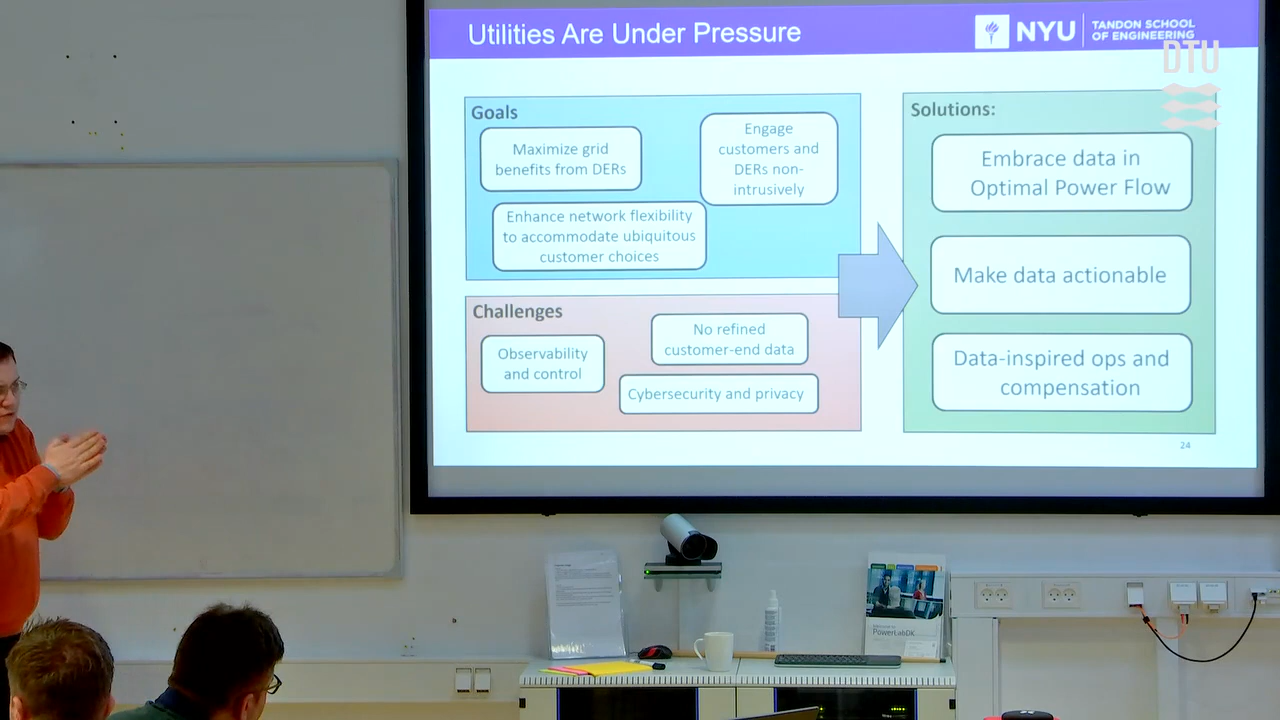 Utilities Are Under Pressure
NYU
TANDON SCHOOL
OF ENGINEERING
DTU
Goals
Maximize grid
benefits from DERs
Engage
customers and
DERs non-
intrusively
Enhance network flexibility
to accommodate ubiquitous
customer choices
Challenges
Observability
and control
No refined
customer-end data
Cybersecurity and privacy
Solutions:
Embrace data in
Optimal Power Flow
Make data actionable
Data-inspired ops and
compensation
24
PowerLabDK